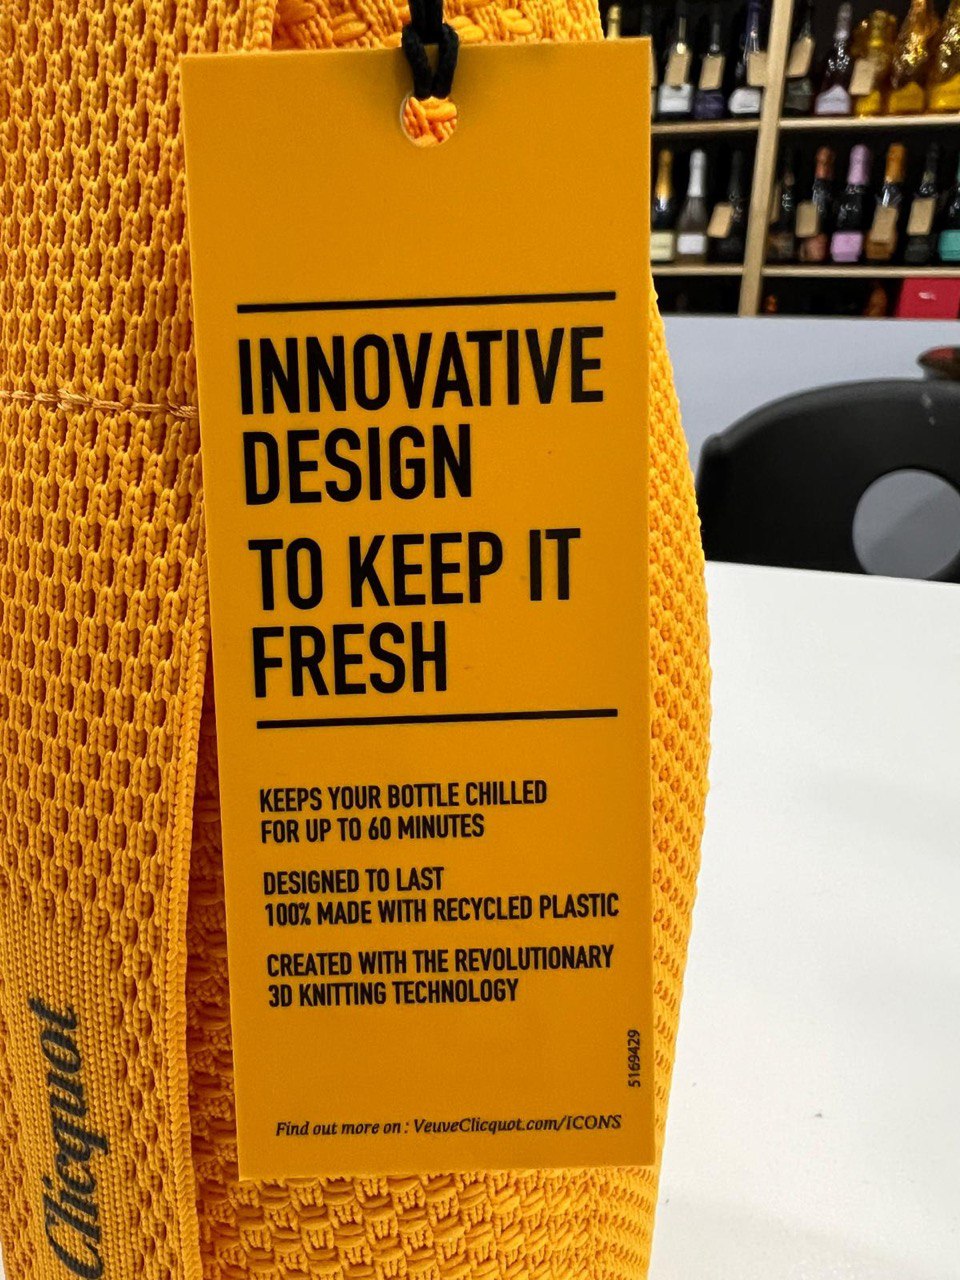 INNOVATIVE
DESIGN
TO KEEP IT
FRESH
KEEPS YOUR BOTTLE CHILLED
FOR UP TO 60 MINUTES
DESIGNED TO LAST
100% MADE WITH RECYCLED PLASTIC
CREATED WITH THE REVOLUTIONARY
3D KNITTING TECHNOLOGY
5169429
Find out more on : VeuveClicquot.com/ICONS
Clicquot